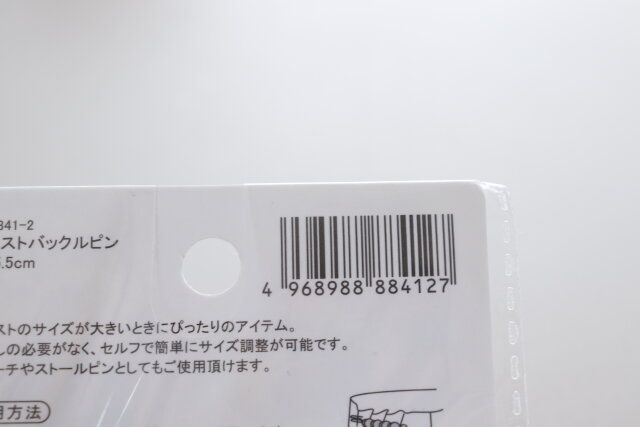 841-2
ストバックルピン
.5cm
4 968988 884127
ストのサイズが大きいときにぴったりのアイテム。
しの必要がなく、セルフで簡単にサイズ調整が可能です。
ーチやストールピンとしてもご使用頂けます。
用方法